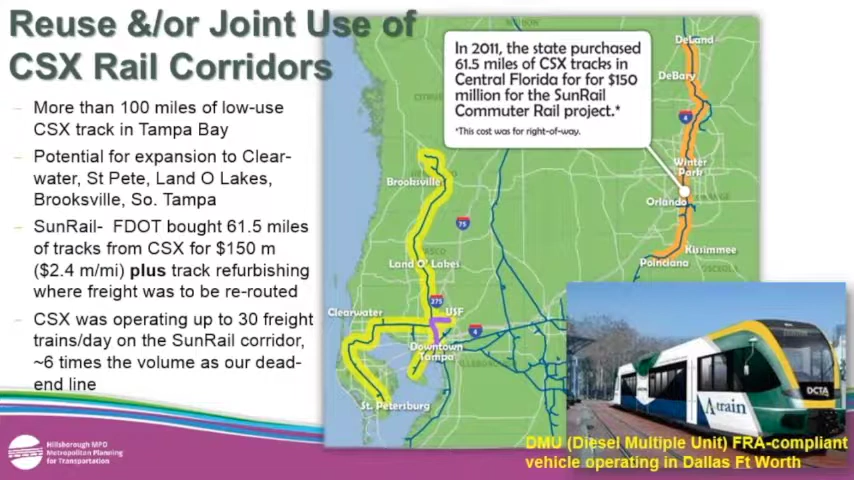 Reuse &/or Joint Use of
CSX Rail Corridors
– More than 100 miles of low-use
CSX track in Tampa Bay
– Potential for expansion to Clear-
water, St Pete, Land O Lakes,
Brooksville, So. Tampa
– SunRail- FDOT bought 61.5 miles
of tracks from CSX for $150 m
($2.4 m/mi) plus track refurbishing
where freight was to be re-routed
– CSX was operating up to 30 freight
trains/day on the SunRail corridor,
~6 times the volume as our dead-
end line
In 2011, the state purchased
61.5 miles of CSX tracks in
Central Florida for for $150
million for the SunRail
Commuter Rail project.*
*This cost was for right-of-way.
DeLand
DeBary
4
Winter
Park
Orlando
Kissimmee
Poinciana
OSCEOLA
Brooksville
75
Land O' Lakes
275
USF
Clearwater
4
Downtown
Tampa
St. Petersburg
DCTA
A-train
DMU (Diesel Multiple Unit) FRA-compliant
vehicle operating in Dallas Ft Worth
Hillsborough MPO
Metropolitan Planning
for Transportation